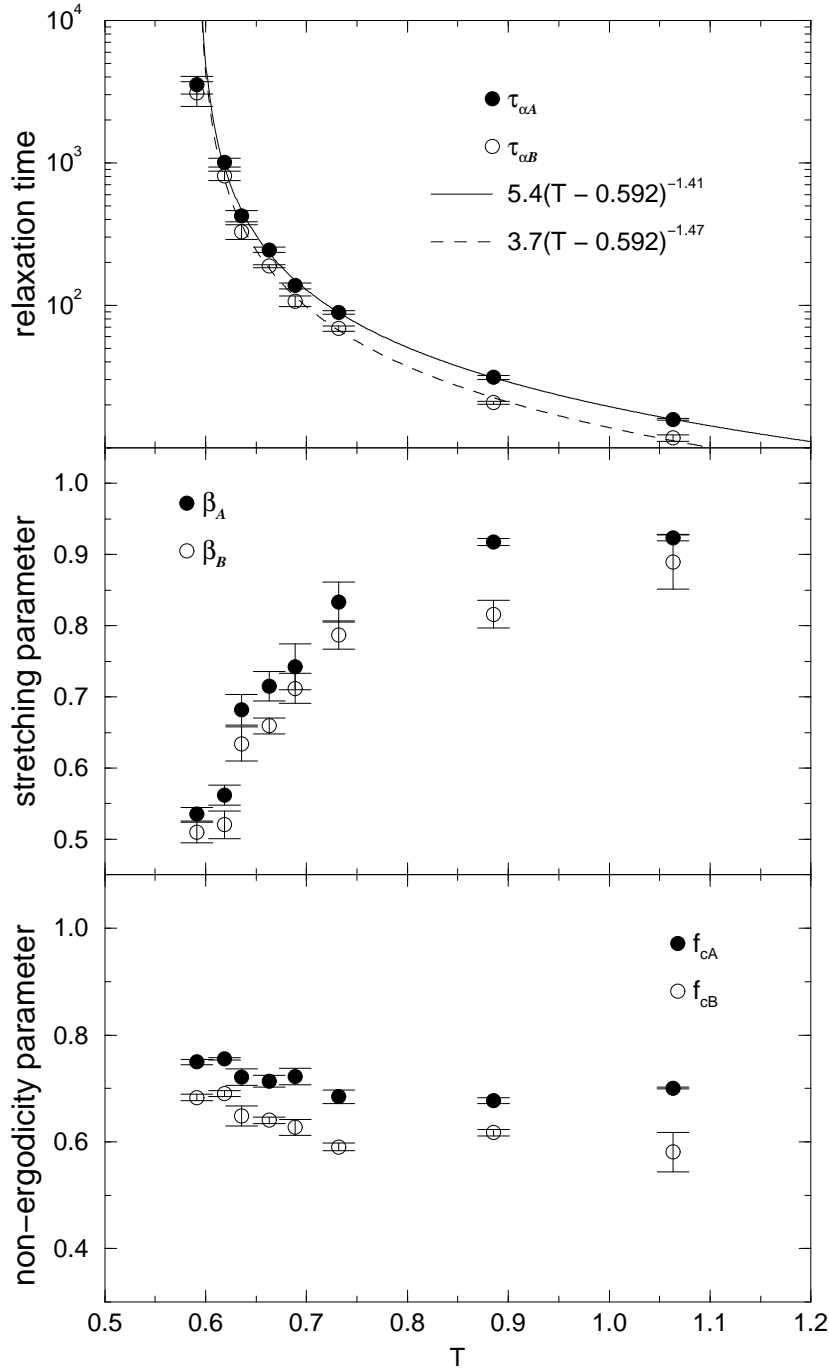 10^4
10^3
10^2
relaxation time
τ_αA
τ_αB
5.4(T − 0.592)^−1.41
3.7(T − 0.592)^−1.47
1.0
0.9
0.8
0.7
0.6
0.5
stretching parameter
β_A
β_B
1.0
0.8
0.6
0.4
non−ergodicity parameter
f_cA
f_cB
0.5 0.6 0.7 0.8 0.9 1.0 1.1 1.2
T